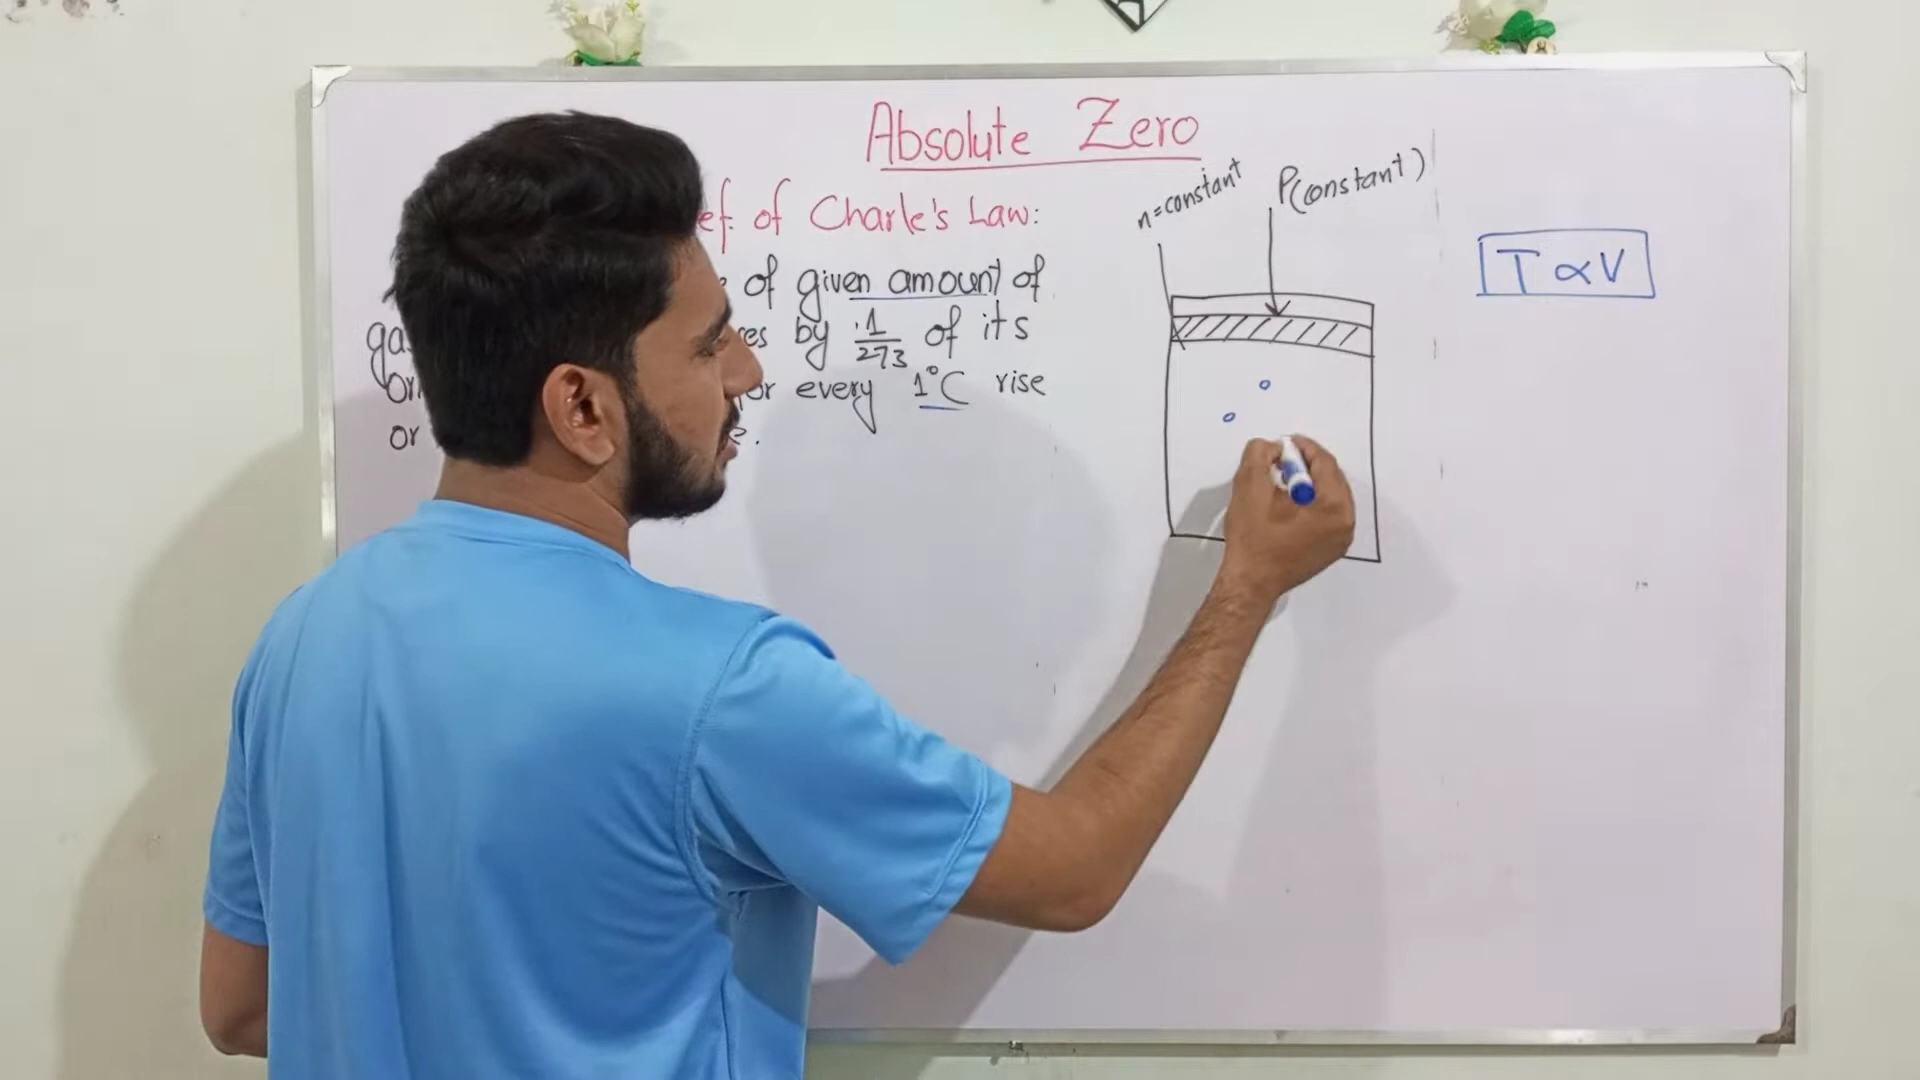 Absolute Zero
of Charle's Law:
of given amount of
by 1/273 of its
every 1°C rise
or
n=constant
P(constant)
T ∝ V